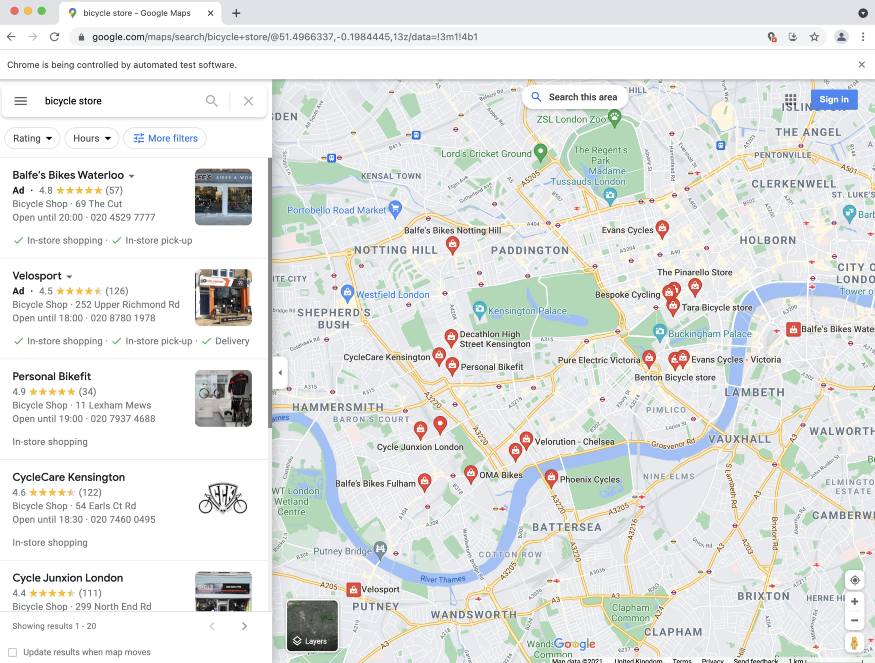 bicycle store - Google Maps
google.com/maps/search/bicycle+store/@51.4966337,-0.1984445,13z/data=!3m1!4b1
Chrome is being controlled by automated test software.
bicycle store
Rating
Hours
More filters
Balfe's Bikes Waterloo
Ad · 4.8 (57)
Bicycle Shop · 69 The Cut
Open until 20:00 · 020 4529 7777
In-store shopping · In-store pick-up
Velosport
Ad · 4.5 (126)
Bicycle Shop · 252 Upper Richmond Rd
Open until 18:00 · 020 8780 1978
In-store shopping · In-store pick-up · Delivery
Personal Bikefit
4.9 (34)
Bicycle Shop · 11 Lexham Mews
Open until 19:00 · 020 7937 4688
In-store shopping
CycleCare Kensington
4.6 (122)
Bicycle Shop · 54 Earls Ct Rd
Open until 18:30 · 020 7460 0495
In-store shopping
Cycle Junxion London
4.4 (111)
Bicycle Shop · 299 North End Rd
Showing results 1 - 20
Update results when map moves
Search this area
Sign in
ZSL London Zoo
THE ANGEL
Lord's Cricket Ground
The Regent's
Park
PENTONVILLE
A5205
KENSAL TOWN
Madame
Tussauds London
CLERKENWELL
ST. LUKE'S
Portobello Road Market
Balfe's Bikes Notting Hill
Evans Cycles
HOLBORN
NOTTING HILL
PADDINGTON
CITY O
LONDO
Tower o
The Pinarello Store
Bespoke Cycling
Tara Bicycle store
Westfield London
Kensington Palace
SHEPHERD'S
BUSH
Buckingham Palace
Balfe's Bikes Wate
Decathlon High
Street Kensington
CycleCare Kensington
Personal Bikefit
Pure Electric Victoria
Evans Cycles - Victoria
Benton Bicycle store
LAMBETH
HAMMERSMITH
BARON'S COURT
PIMLICO
VAUXHALL
WALWORTH
A3220
Velorution - Chelsea
Grosvenor Rd
Cycle Junxion London
OMA Bikes
Phoenix Cycles
NINE ELMS
Balfe's Bikes Fulham
ELMINGTO
ESTATE
WT London
Wetland
Centre
BATTERSEA
CAMBERW
Putney Bridge
COTTON ROW
River Thames
Velosport
PUTNEY
BRIXTON
HERNE H
WANDSWORTH
Clapham
Common
CLAPHAM
Layers
Google
Map data ©2021
United Kingdom
Terms
Privacy
Send feedback
1 km